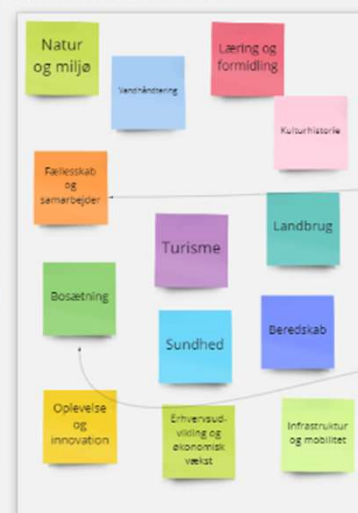 Natur
og miljø
Vandhåndtering
Læring og
formidling
Kulturhistorie
Fællesskab
og
samarbejder
Turisme
Landbrug
Bosætning
Sundhed
Beredskab
Oplevelse
og
innovation
Erhvervsud-
vikling og
økonomisk
vækst
Infrastruktur
og mobilitet